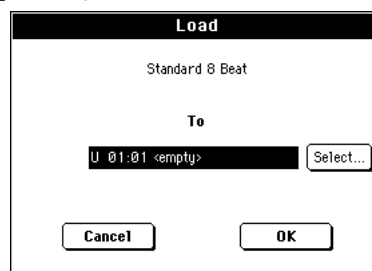 Load
Standard 8 Beat
To
U 01:01 <empty>
Select...
Cancel
OK